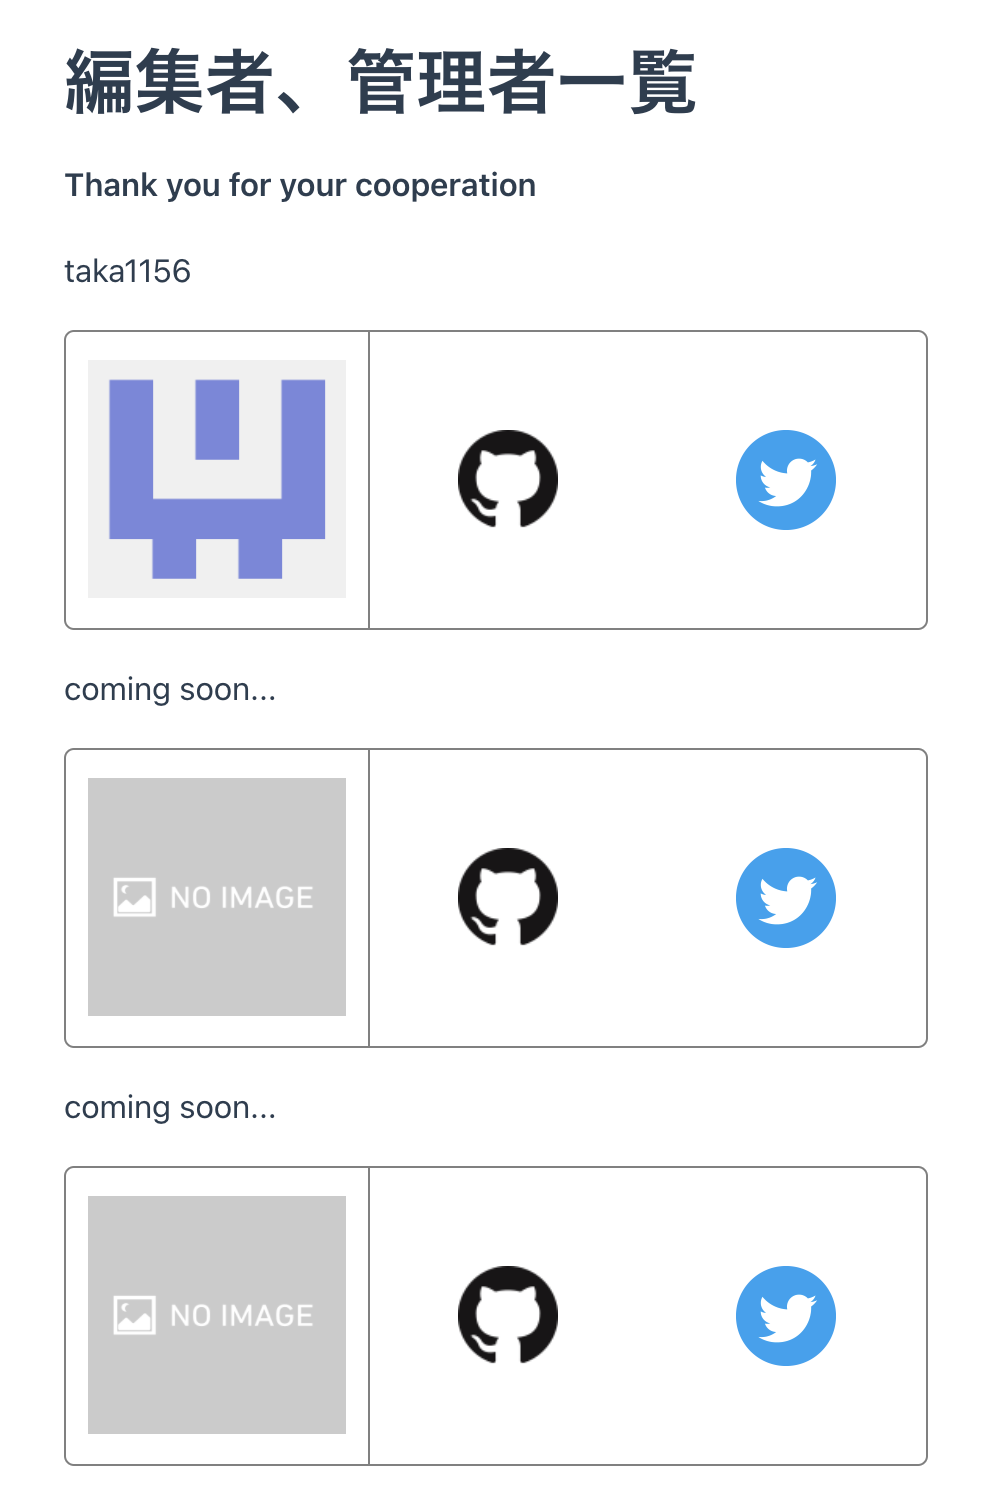 編集者、管理者一覧
Thank you for your cooperation
taka1156
coming soon...
NO IMAGE
coming soon...
NO IMAGE